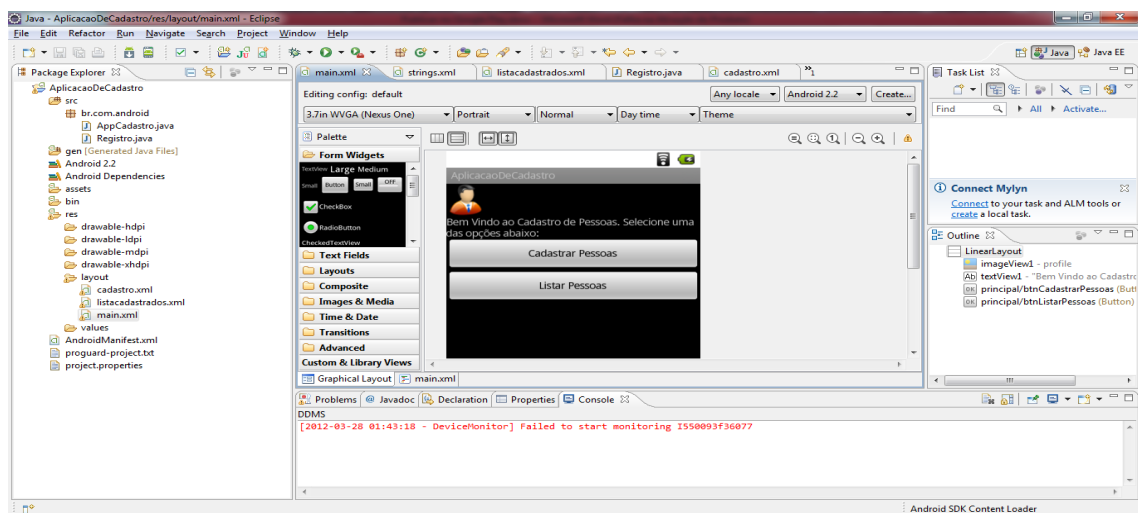 Java - AplicacaoDeCadastro/res/layout/main.xml - Eclipse
File Edit Refactor Run Navigate Search Project Window Help
Java Java EE
Package Explorer
AplicacaoDeCadastro
src
br.com.android
AppCadastro.java
Registro.java
gen [Generated Java Files]
Android 2.2
Android Dependencies
assets
bin
res
drawable-hdpi
drawable-ldpi
drawable-mdpi
drawable-xhdpi
layout
cadastro.xml
listacadastrados.xml
main.xml
values
AndroidManifest.xml
proguard-project.txt
project.properties
main.xml strings.xml listacadastrados.xml Registro.java cadastro.xml »1
Editing config: default Any locale Android 2.2 Create...
3.7in WVGA (Nexus One) Portrait Normal Day time Theme
Palette
Form Widgets
TextView Large Medium
Small Button Small OFF
CheckBox
RadioButton
CheckedTextView
Text Fields
Layouts
Composite
Images & Media
Time & Date
Transitions
Advanced
Custom & Library Views
AplicacaoDeCadastro
Bem Vindo ao Cadastro de Pessoas. Selecione uma
das opções abaixo:
Cadastrar Pessoas
Listar Pessoas
Graphical Layout main.xml
Task List
Find All Activate...
Connect Mylyn
Connect to your task and ALM tools or
create a local task.
Outline
LinearLayout
imageView1 - profile
Ab textView1 - "Bem Vindo ao Cadastro
OK principal/btnCadastrarPessoas (Butt
OK principal/btnListarPessoas (Button)
Problems Javadoc Declaration Properties Console
DDMS
[2012-03-28 01:43:18 - DeviceMonitor] Failed to start monitoring I550093f36077
Android SDK Content Loader